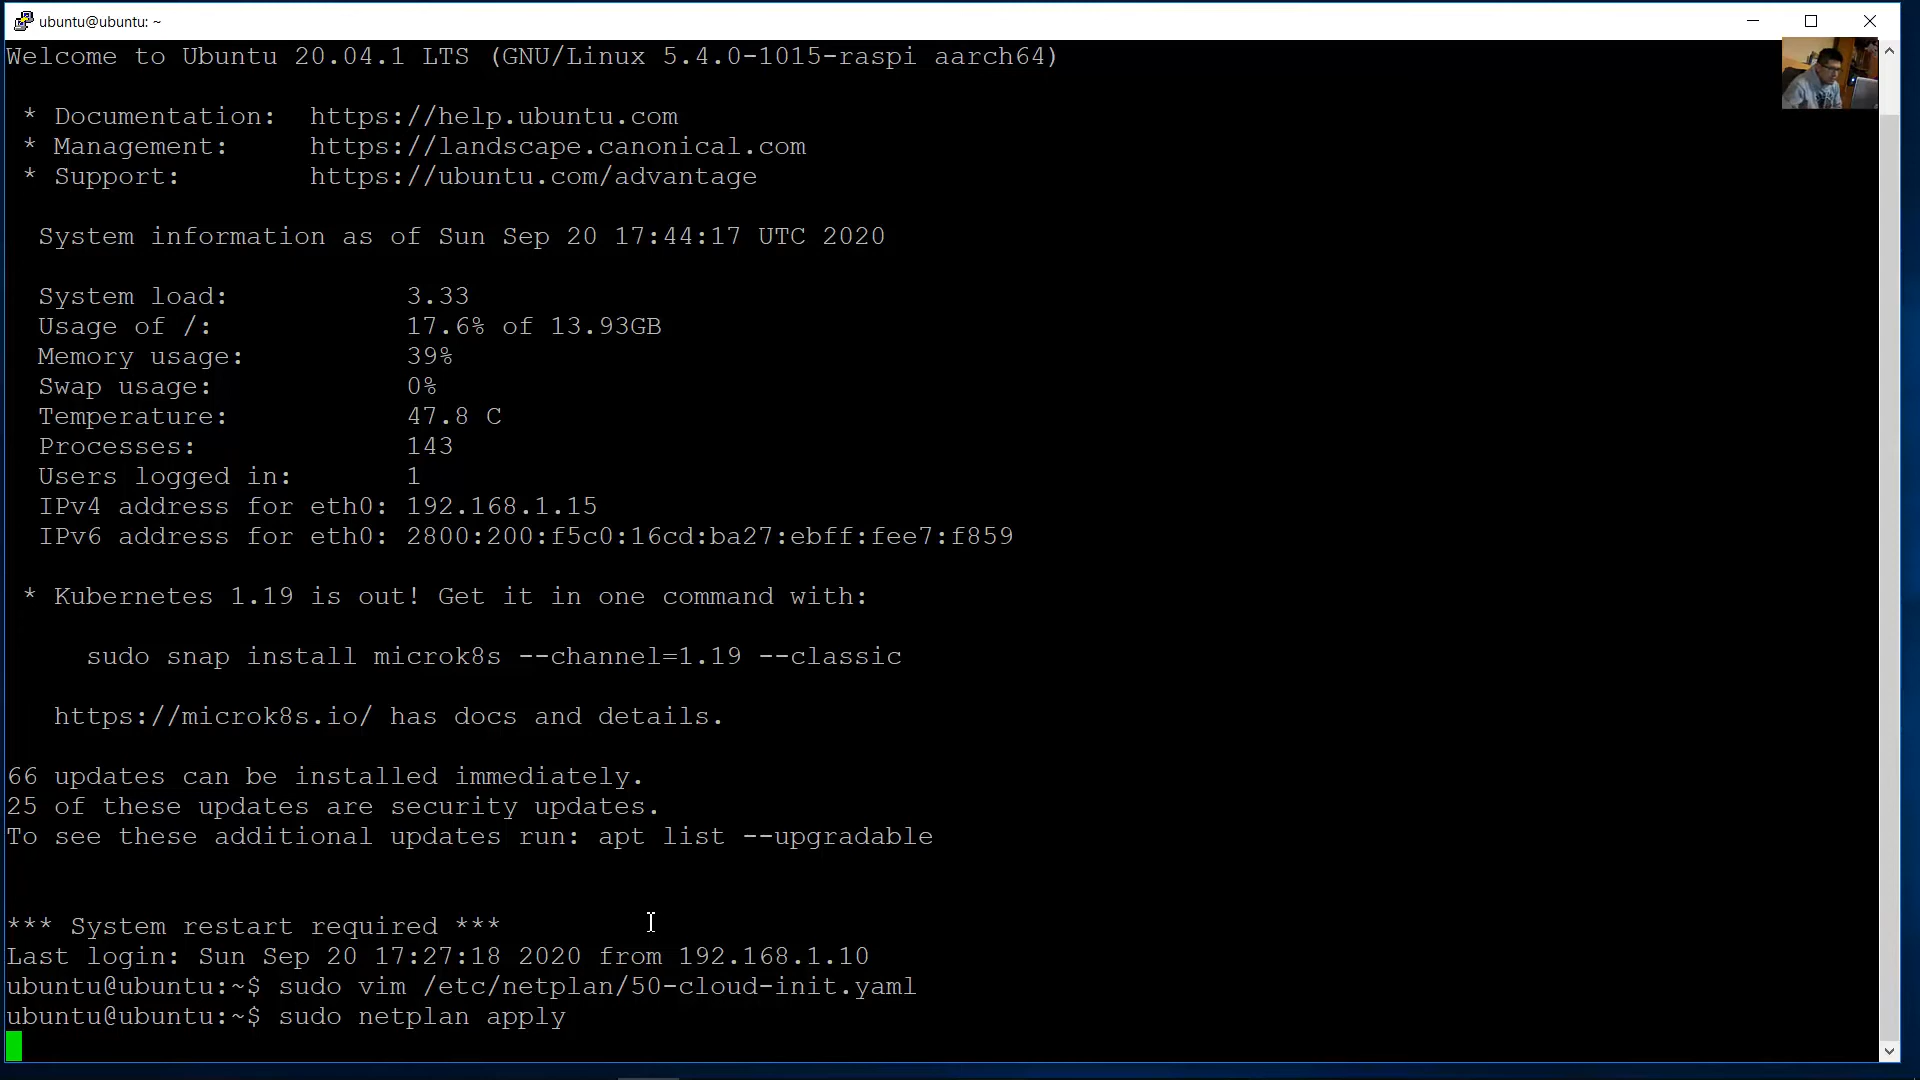 ubuntu@ubuntu: ~
Welcome to Ubuntu 20.04.1 LTS (GNU/Linux 5.4.0-1015-raspi aarch64)
* Documentation: https://help.ubuntu.com
* Management: https://landscape.canonical.com
* Support: https://ubuntu.com/advantage
System information as of Sun Sep 20 17:44:17 UTC 2020
System load: 3.33
Usage of /: 17.6% of 13.93GB
Memory usage: 39%
Swap usage: 0%
Temperature: 47.8 C
Processes: 143
Users logged in: 1
IPv4 address for eth0: 192.168.1.15
IPv6 address for eth0: 2800:200:f5c0:16cd:ba27:ebff:fee7:f859
* Kubernetes 1.19 is out! Get it in one command with:
sudo snap install microk8s --channel=1.19 --classic
https://microk8s.io/ has docs and details.
66 updates can be installed immediately.
25 of these updates are security updates.
To see these additional updates run: apt list --upgradable
*** System restart required ***
Last login: Sun Sep 20 17:27:18 2020 from 192.168.1.10
ubuntu@ubuntu:~$ sudo vim /etc/netplan/50-cloud-init.yaml
ubuntu@ubuntu:~$ sudo netplan apply